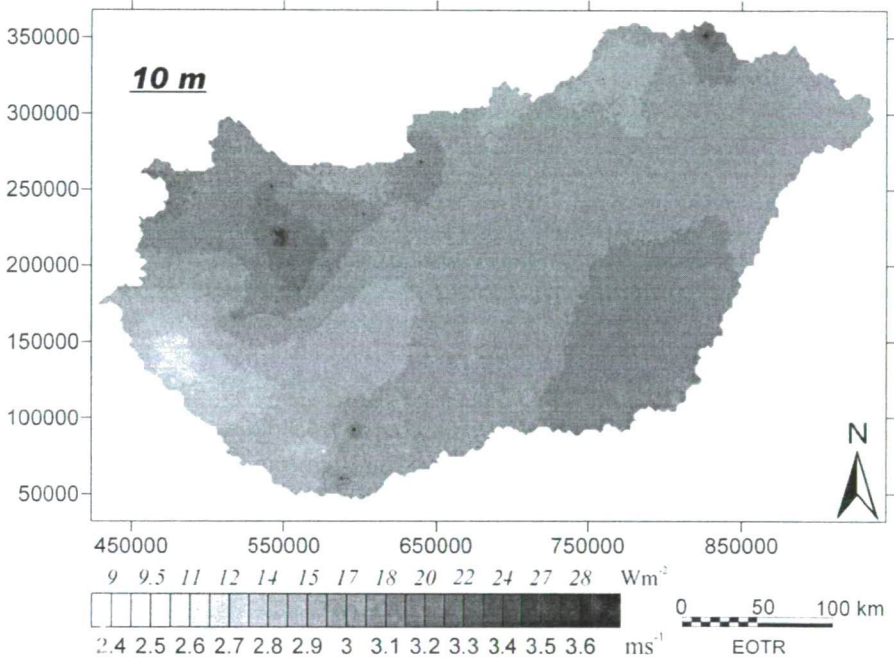 10 m
350000
300000
250000
200000
150000
100000
50000
N
450000 550000 650000 750000 850000
9 9.5 11 12 14 15 17 18 20 22 24 27 28 Wm⁻²
0 50 100 km
2.4 2.5 2.6 2.7 2.8 2.9 3 3.1 3.2 3.3 3.4 3.5 3.6 ms⁻¹
EOTR